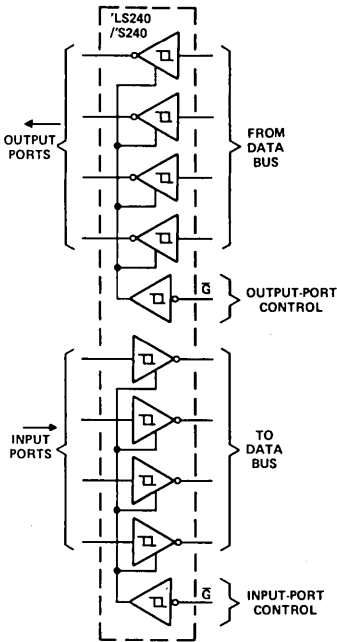 'LS240
/'S240
OUTPUT
PORTS
FROM
DATA
BUS
G̅
OUTPUT-PORT
CONTROL
INPUT
PORTS
TO
DATA
BUS
G̅
INPUT-PORT
CONTROL